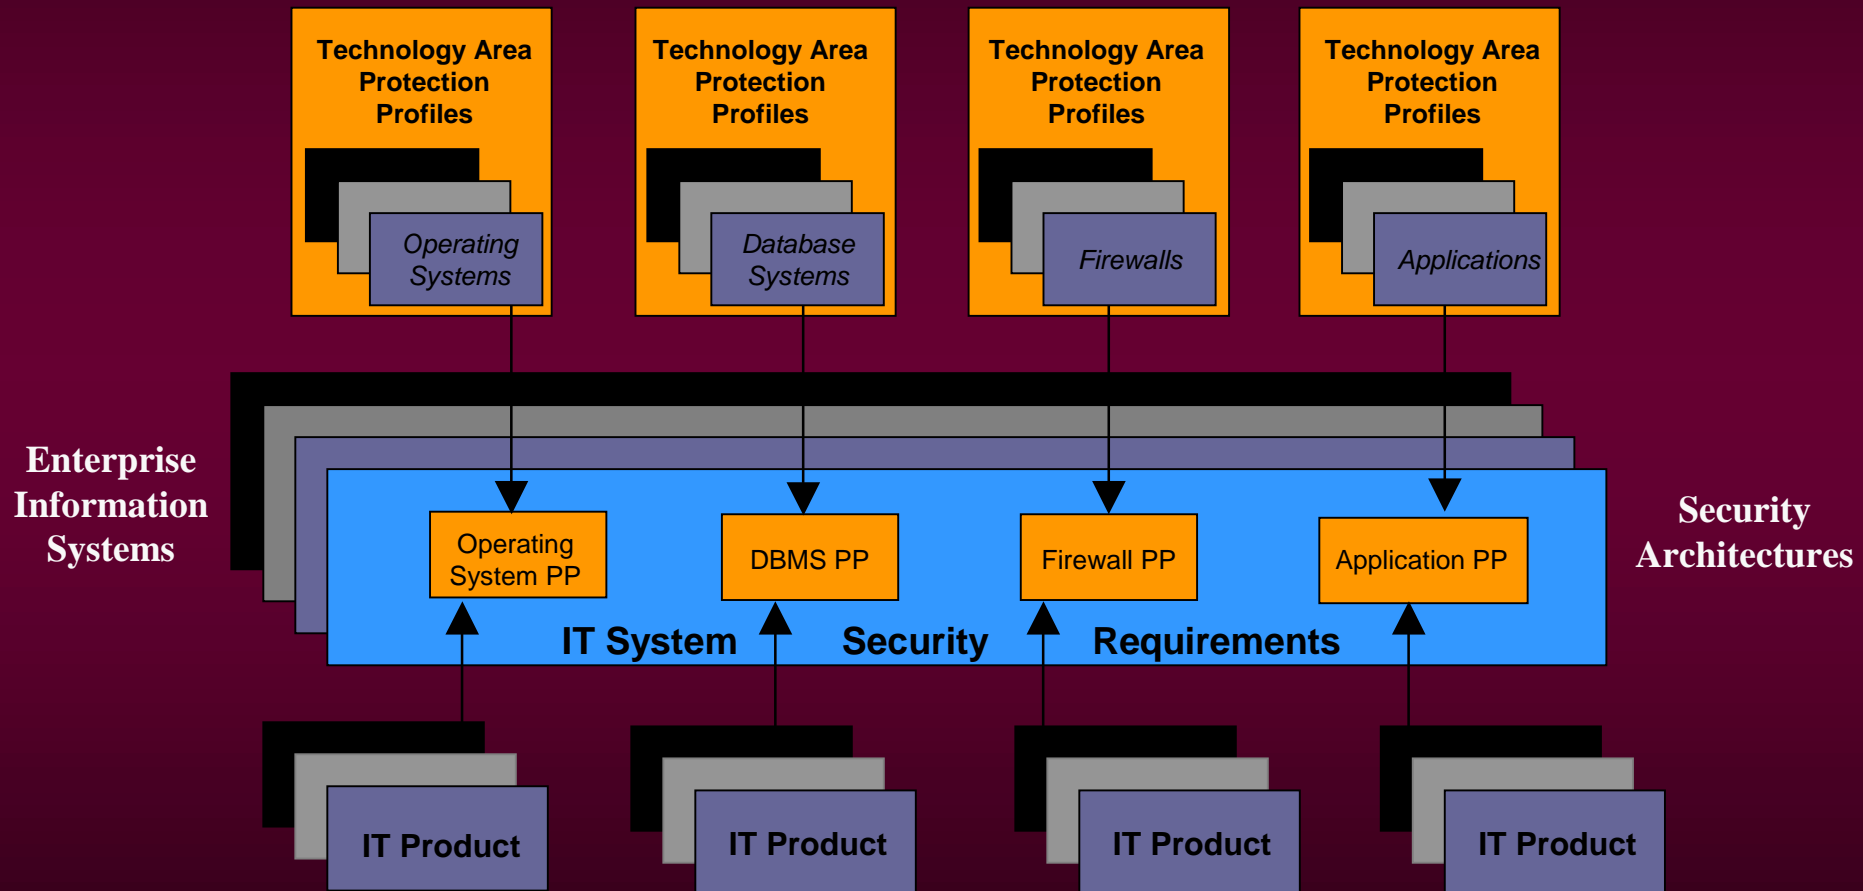 Technology Area
Protection
Profiles
Operating
Systems
Technology Area
Protection
Profiles
Database
Systems
Technology Area
Protection
Profiles
Firewalls
Technology Area
Protection
Profiles
Applications
Enterprise
Information
Systems
Operating
System PP
DBMS PP
Firewall PP
Application PP
IT System Security Requirements
Security
Architectures
IT Product
IT Product
IT Product
IT Product